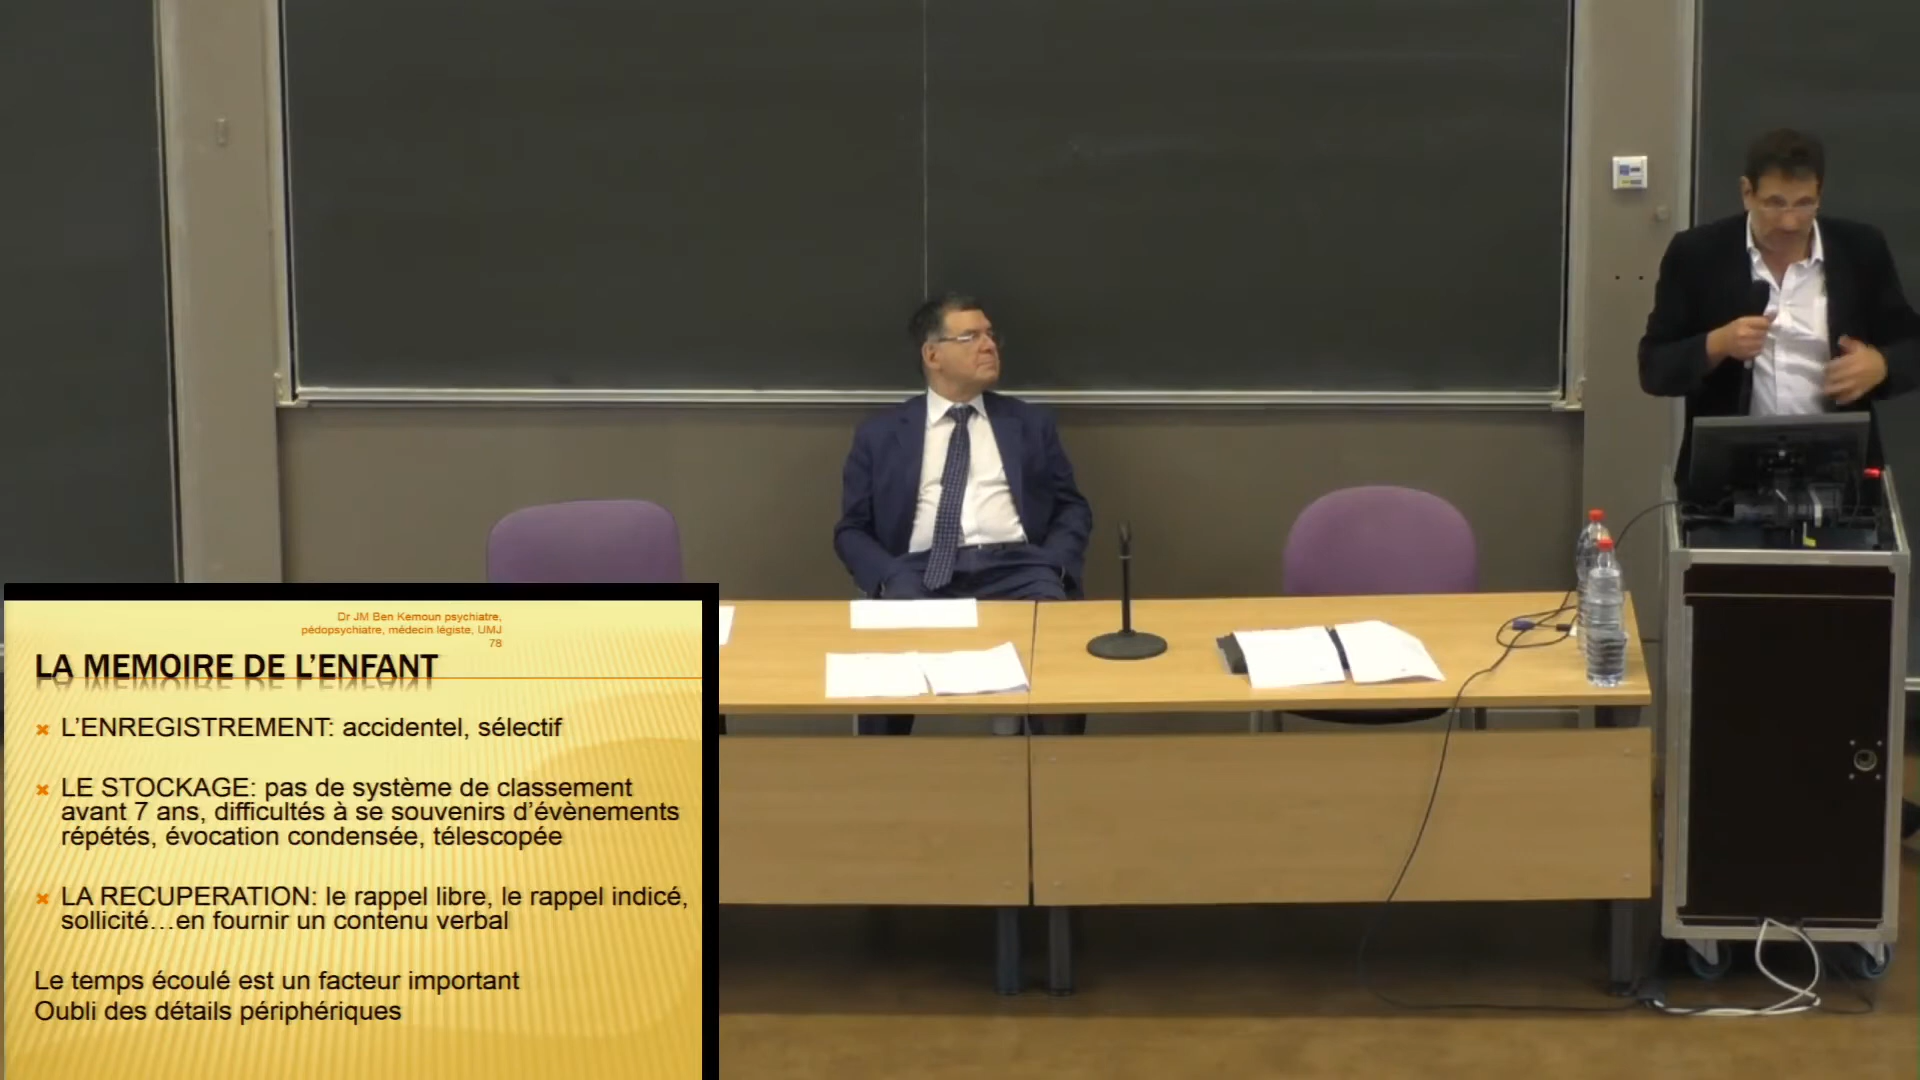 Dr JM Ben Kemoun psychiatre,
pédopsychiatre, médecin légiste, UMJ
78
LA MEMOIRE DE L'ENFANT
L'ENREGISTREMENT: accidentel, sélectif
LE STOCKAGE: pas de système de classement
avant 7 ans, difficultés à se souvenirs d'évènements
répétés, évocation condensée, télescopée
LA RECUPERATION: le rappel libre, le rappel indicé,
sollicité…en fournir un contenu verbal
Le temps écoulé est un facteur important
Oubli des détails périphériques